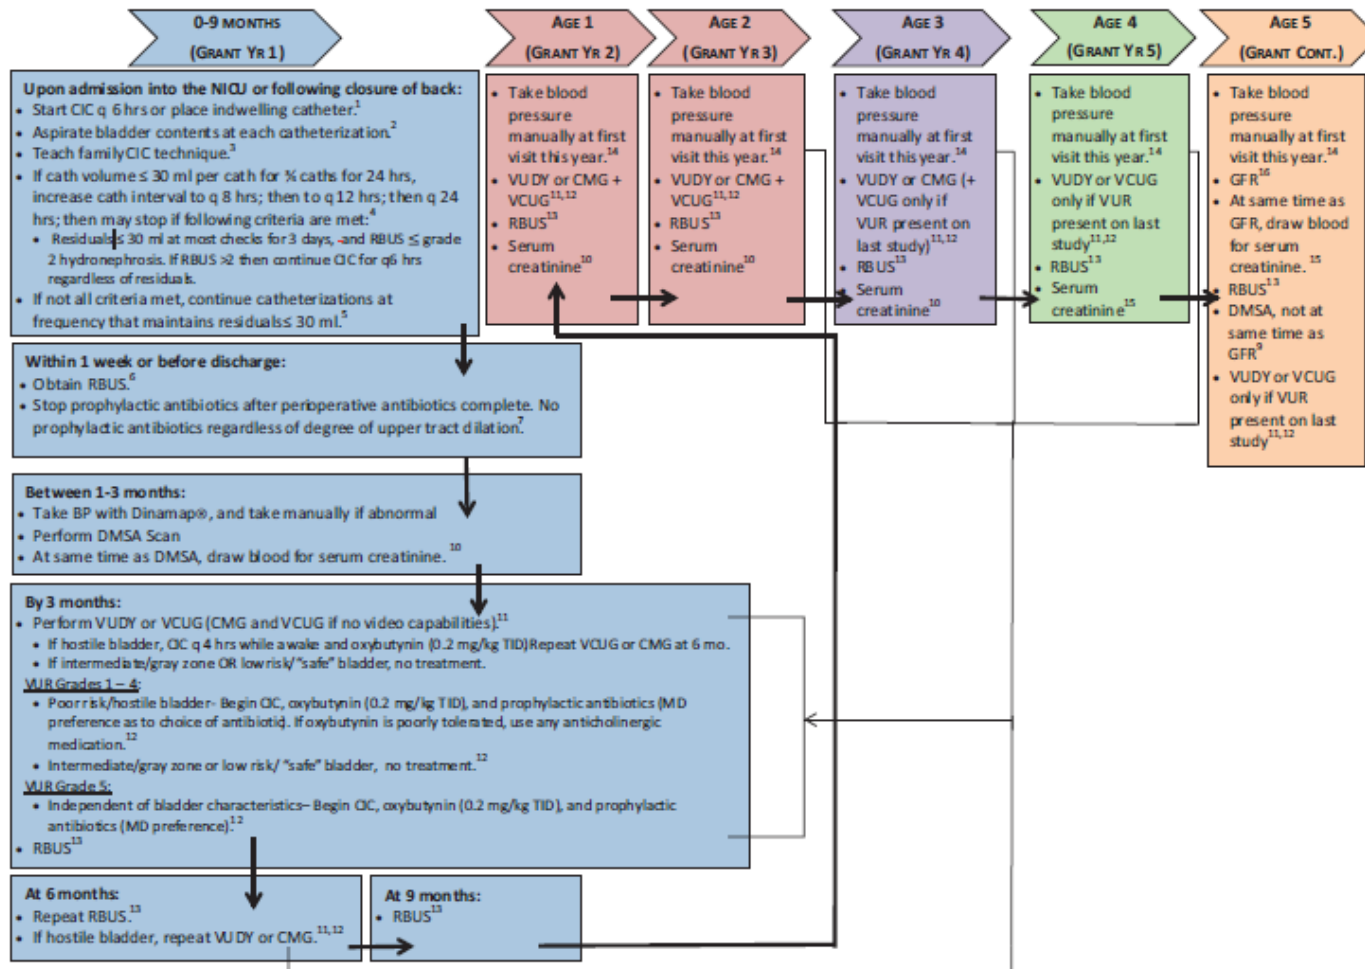 0-9 MONTHS
(GRANT YR 1)
AGE 1
(GRANT YR 2)
AGE 2
(GRANT YR 3)
AGE 3
(GRANT YR 4)
AGE 4
(GRANT YR 5)
AGE 5
(GRANT CONT.)
Upon admission into the NICU or following closure of back:
• Start CIC q 6 hrs or place indwelling catheter.1
• Aspirate bladder contents at each catheterization.2
• Teach family CIC technique.3
• If cath volume ≤ 30 ml per cath for ¾ caths for 24 hrs,
increase cath interval to q 8 hrs; then to q 12 hrs; then q 24
hrs; then may stop if following criteria are met:4
• Residuals ≤ 30 ml at most checks for 3 days, -and RBUS ≤ grade
2 hydronephrosis. If RBUS >2 then continue CIC for q6 hrs
regardless of residuals.
• If not all criteria met, continue catheterizations at
frequency that maintains residuals ≤ 30 ml.5
Within 1 week or before discharge:
• Obtain RBUS.6
• Stop prophylactic antibiotics after perioperative antibiotics complete. No
prophylactic antibiotics regardless of degree of upper tract dilation.7
Between 1-3 months:
• Take BP with Dinamap®, and take manually if abnormal
• Perform DMSA Scan
• At same time as DMSA, draw blood for serum creatinine. 10
By 3 months:
• Perform VUDY or VCUG (CMG and VCUG if no video capabilities).11
• If hostile bladder, CIC q 4 hrs while awake and oxybutynin (0.2 mg/kg TID)Repeat VCUG or CMG at 6 mo.
• If intermediate/gray zone OR low risk/ "safe" bladder, no treatment.
VUR Grades 1 – 4:
• Poor risk/hostile bladder- Begin CIC, oxybutynin (0.2 mg/kg TID), and prophylactic antibiotics (MD
preference as to choice of antibiotic). If oxybutynin is poorly tolerated, use any anticholinergic
medication.12
• Intermediate/gray zone or low risk/ "safe" bladder, no treatment.12
VUR Grade 5:
• Independent of bladder characteristics– Begin CIC, oxybutynin (0.2 mg/kg TID), and prophylactic
antibiotics (MD preference).12
• RBUS13
At 6 months:
• Repeat RBUS.13
• If hostile bladder, repeat VUDY or CMG.11,12
At 9 months:
• RBUS13
• Take blood
pressure
manually at first
visit this year.14
• VUDY or CMG +
VCUG11,12
• RBUS13
• Serum
creatinine10
• Take blood
pressure
manually at first
visit this year.14
• VUDY or CMG +
VCUG11,12
• RBUS13
• Serum
creatinine10
• Take blood
pressure
manually at first
visit this year.14
• VUDY or CMG (+
VCUG only if
VUR present on
last study)11,12
• RBUS13
• Serum
creatinine10
• Take blood
pressure
manually at first
visit this year.14
• VUDY or VCUG
only if VUR
present on last
study11,12
• RBUS13
• Serum
creatinine15
• Take blood
pressure
manually at first
visit this year.14
• GFR16
• At same time as
GFR, draw blood
for serum
creatinine. 15
• RBUS13
• DMSA, not at
same time as
GFR9
• VUDY or VCUG
only if VUR
present on last
study11,12